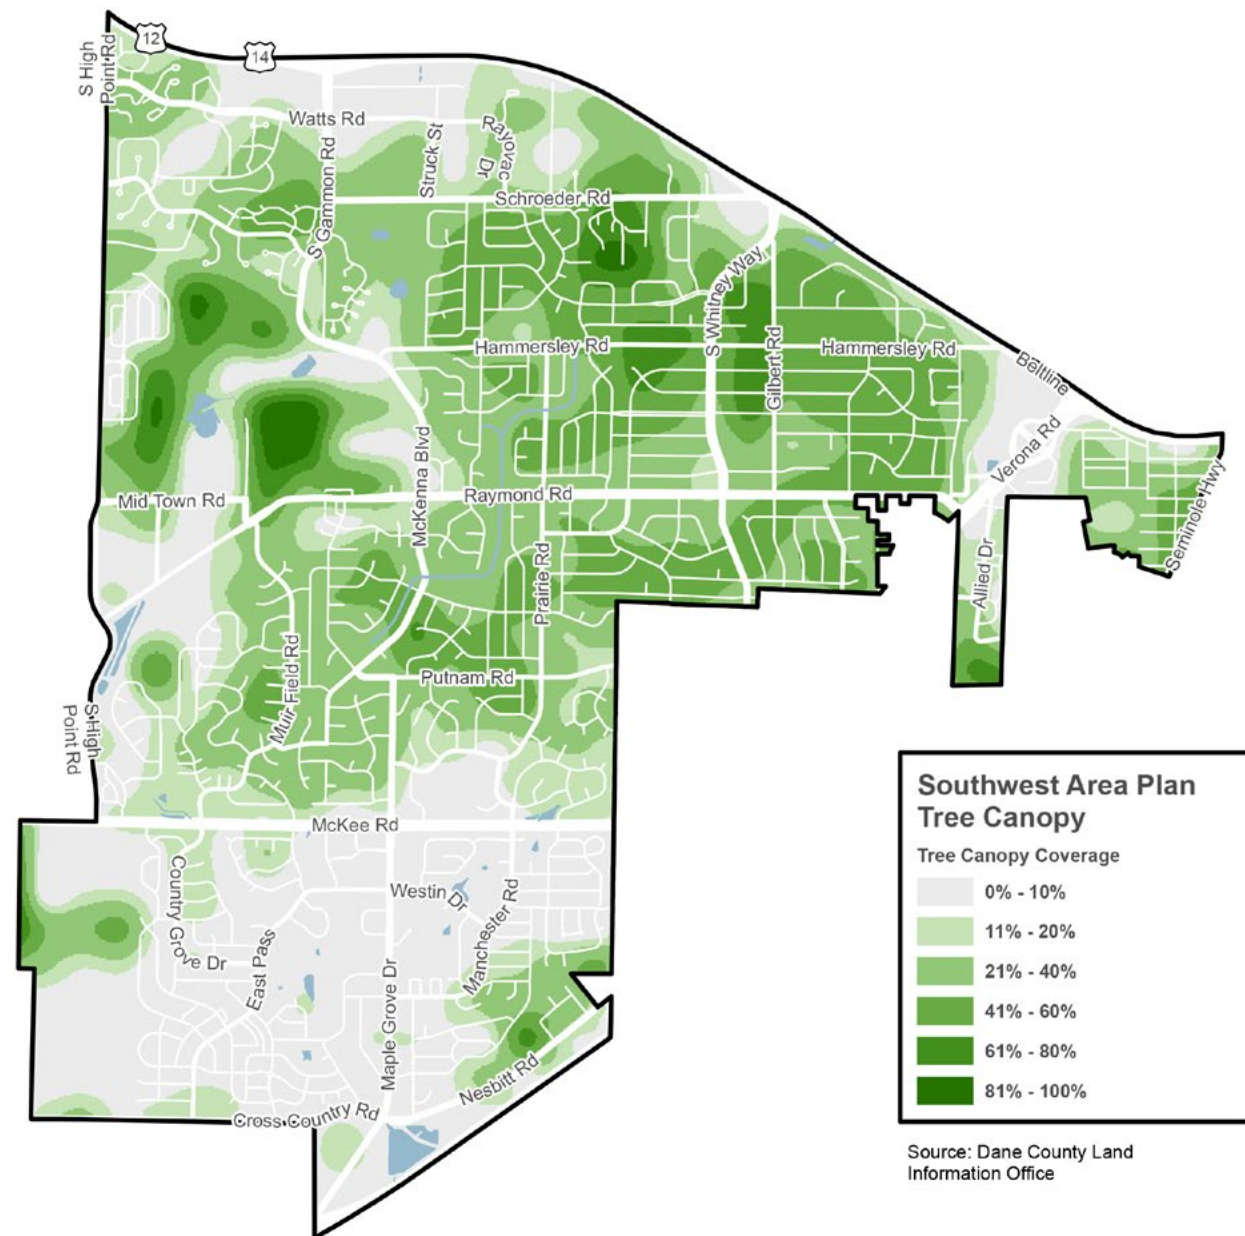 12
14
S High
Point Rd
Watts Rd
Rayovac Dr
Struck St
S Gammon Rd
Schroeder Rd
S Whitney Way
Hammersley Rd
Hammersley Rd
Gilbert Rd
Beltline
McKenna Blvd
Verona Rd
Mid Town Rd
Raymond Rd
Seminole Hwy
Prairie Rd
Allied Dr
Muir Field Rd
Putnam Rd
S High
Point Rd
McKee Rd
Country Grove Dr
Westin Dr
Manchester Rd
East Pass
Maple Grove Dr
Nesbitt Rd
Cross Country Rd
Southwest Area Plan
Tree Canopy
Tree Canopy Coverage
0% - 10%
11% - 20%
21% - 40%
41% - 60%
61% - 80%
81% - 100%
Source: Dane County Land
Information Office